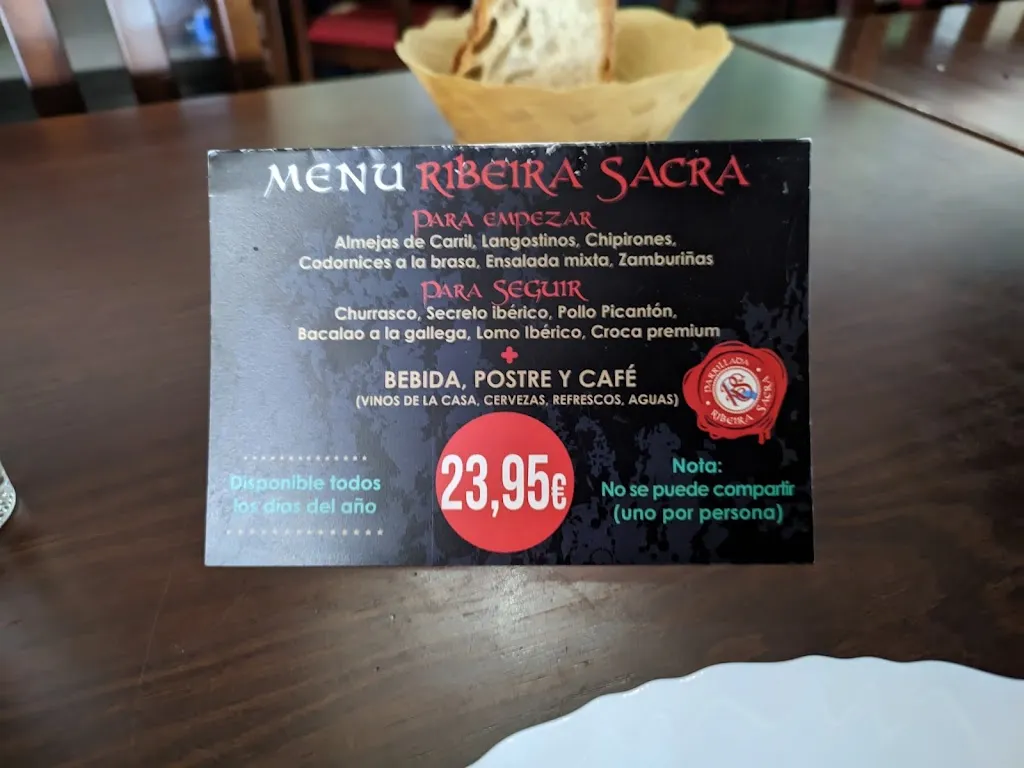 MENU RIBEIRA SACRA
PARA EMPEZAR
Almejas de Carril, Langostinos, Chipirones,
Codornices a la brasa, Ensalada mixta, Zamburiñas
PARA SEGUIR
Churrasco, Secreto ibérico, Pollo Picantón,
Bacalao a la gallega, Lomo Ibérico, Croca premium
+
BEBIDA, POSTRE Y CAFÉ
(VINOS DE LA CASA, CERVEZAS, REFRESCOS, AGUAS)
PARRILLADA
RIBEIRA SACRA
Disponible todos
los días del año
23,95€
Nota:
No se puede compartir
(uno por persona)